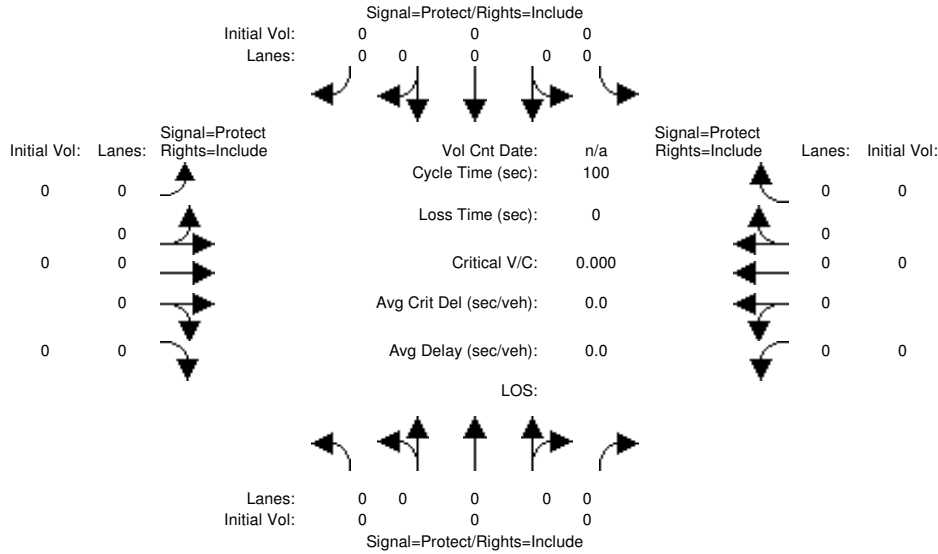 Signal=Protect/Rights=Include
Initial Vol: 0 0 0
Lanes: 0 0 0 0 0
Signal=Protect Signal=Protect
Initial Vol: Lanes: Rights=Include Vol Cnt Date: n/a Rights=Include Lanes: Initial Vol:
Cycle Time (sec): 100
0 0 0 0
Loss Time (sec): 0
0 0
0 0 Critical V/C: 0.000 0 0
0 Avg Crit Del (sec/veh): 0.0 0
0 0 Avg Delay (sec/veh): 0.0 0 0
LOS:
Lanes: 0 0 0 0 0
Initial Vol: 0 0 0
Signal=Protect/Rights=Include